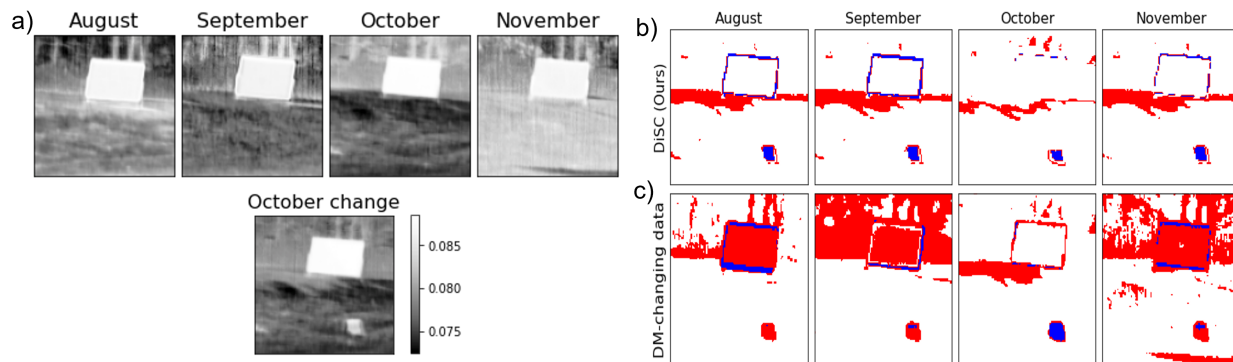 a)
August September October November
October change
0.085
0.080
0.075
b)
August September October November
DiSC (Ours)
c)
DM-changing data